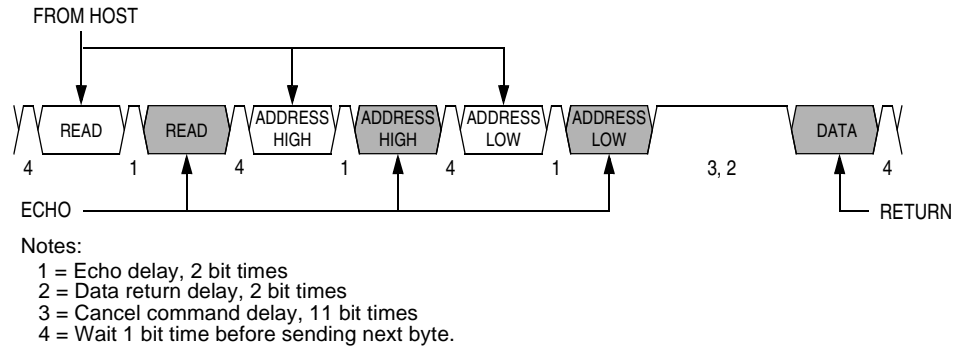 FROM HOST
READ READ ADDRESS HIGH ADDRESS HIGH ADDRESS LOW ADDRESS LOW DATA
4 1 4 1 4 1 3, 2 4
ECHO RETURN
Notes:
1 = Echo delay, 2 bit times
2 = Data return delay, 2 bit times
3 = Cancel command delay, 11 bit times
4 = Wait 1 bit time before sending next byte.